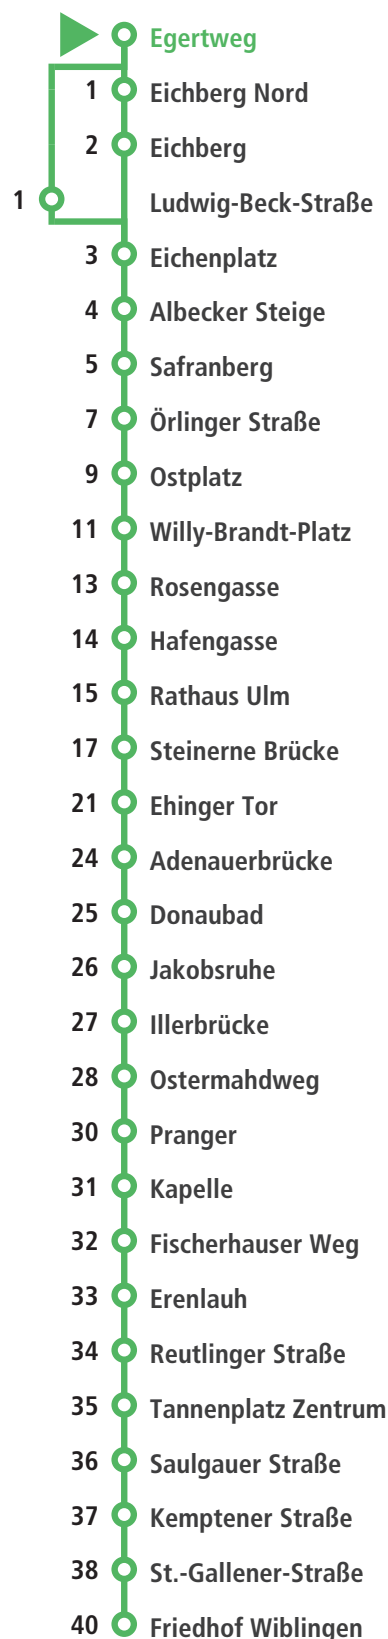 Egertweg
1 Eichberg Nord
2 Eichberg
1 Ludwig-Beck-Straße
3 Eichenplatz
4 Albecker Steige
5 Safranberg
7 Örlinger Straße
9 Ostplatz
11 Willy-Brandt-Platz
13 Rosengasse
14 Hafengasse
15 Rathaus Ulm
17 Steinerne Brücke
21 Ehinger Tor
24 Adenauerbrücke
25 Donaubad
26 Jakobsruhe
27 Illerbrücke
28 Ostermahdweg
30 Pranger
31 Kapelle
32 Fischerhauser Weg
33 Erenlauh
34 Reutlinger Straße
35 Tannenplatz Zentrum
36 Saulgauer Straße
37 Kemptener Straße
38 St.-Gallener-Straße
40 Friedhof Wiblingen